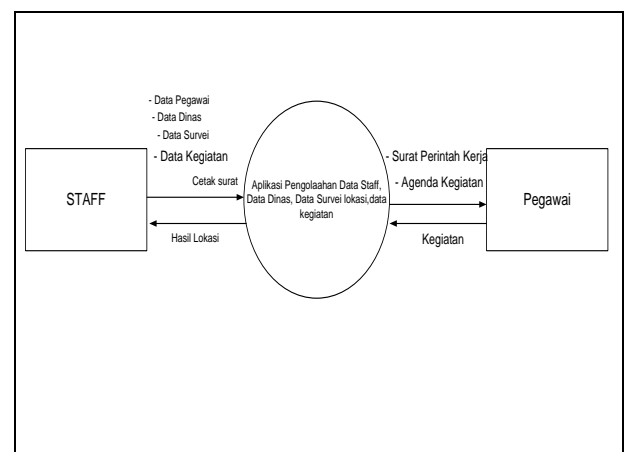 - Data Pegawai
- Data Dinas
- Data Survei
- Data Kegiatan
Cetak surat
STAFF
Hasil Lokasi
Aplikasi Pengolaahan Data Staff,
Data Dinas, Data Survei lokasi,data
kegiatan
- Surat Perintah Kerja
- Agenda Kegiatan
Kegiatan
Pegawai